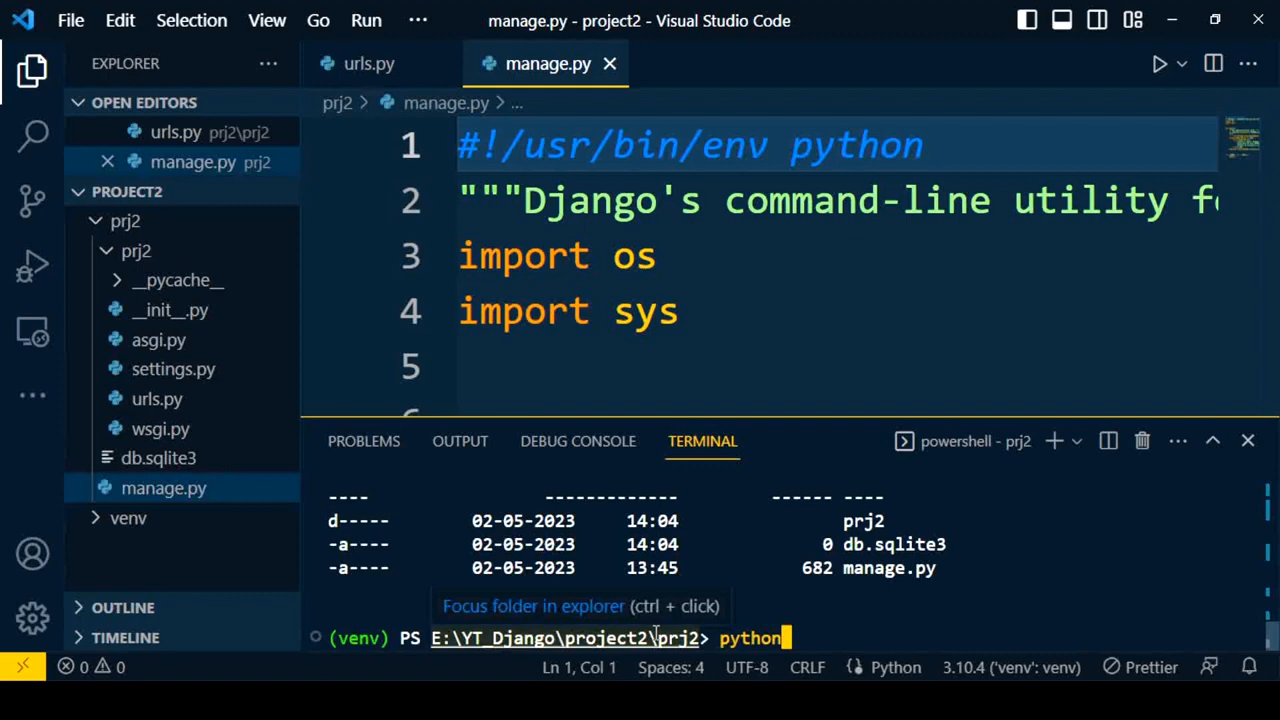 File Edit Selection View Go Run ··· manage.py - project2 - Visual Studio Code
EXPLORER ···
urls.py manage.py
OPEN EDITORS
urls.py prj2\prj2
manage.py prj2
PROJECT2
prj2
prj2
__pycache__
__init__.py
asgi.py
settings.py
urls.py
wsgi.py
db.sqlite3
manage.py
venv
OUTLINE
TIMELINE
prj2 > manage.py > ...
1 #!/usr/bin/env python
2 """Django's command-line utility fo
3 import os
4 import sys
5
PROBLEMS OUTPUT DEBUG CONSOLE TERMINAL powershell - prj2
---- ------------- ------ ----
d----- 02-05-2023 14:04 prj2
-a---- 02-05-2023 14:04 0 db.sqlite3
-a---- 02-05-2023 13:45 682 manage.py
Focus folder in explorer (ctrl + click)
(venv) PS E:\YT_Django\project2\prj2> python
0 0 Ln 1, Col 1 Spaces: 4 UTF-8 CRLF Python 3.10.4 ('venv': venv) Prettier